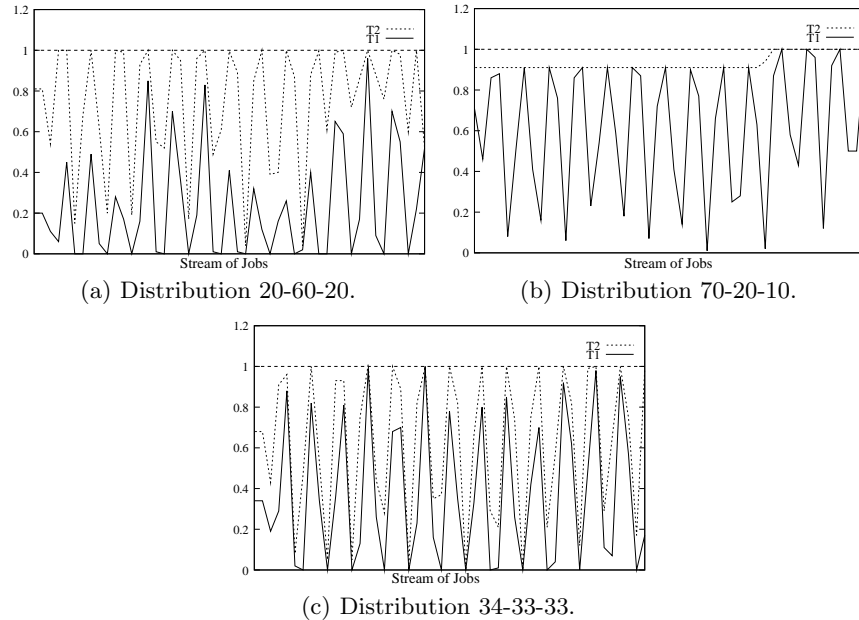 1.2
T2
T1
1
0.8
0.6
0.4
0.2
0
Stream of Jobs
(a) Distribution 20-60-20.
1.2
T2
T1
1
0.8
0.6
0.4
0.2
0
Stream of Jobs
(b) Distribution 70-20-10.
1.2
T2
T1
1
0.8
0.6
0.4
0.2
0
Stream of Jobs
(c) Distribution 34-33-33.